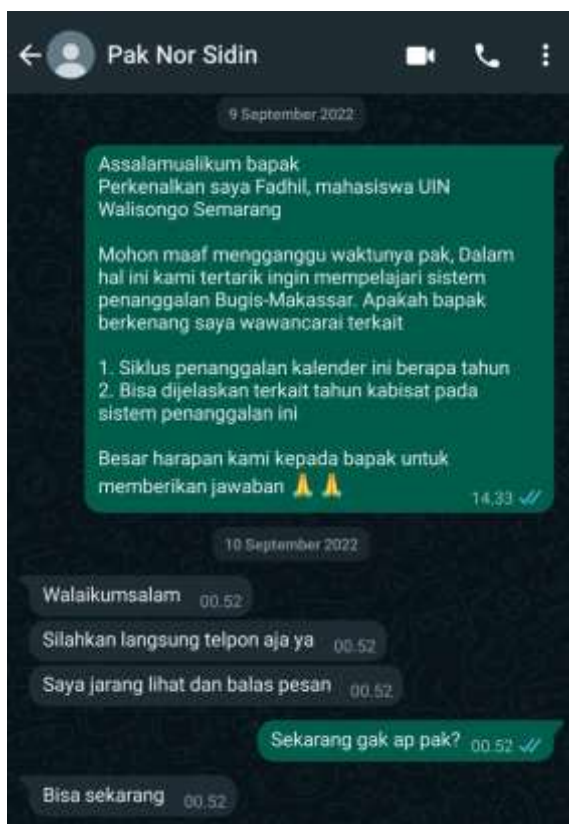 Pak Nor Sidin
9 September 2022
Assalamualikum bapak
Perkenalkan saya Fadhil, mahasiswa UIN
Walisongo Semarang
Mohon maaf mengganggu waktunya pak, Dalam
hal ini kami tertarik ingin mempelajari sistem
penanggalan Bugis-Makassar. Apakah bapak
berkenang saya wawancarai terkait
1. Siklus penanggalan kalender ini berapa tahun
2. Bisa dijelaskan terkait tahun kabisat pada
sistem penanggalan ini
Besar harapan kami kepada bapak untuk
memberikan jawaban 🙏 🙏
14.33
10 September 2022
Walaikumsalam 00.52
Silahkan langsung telpon aja ya 00.52
Saya jarang lihat dan balas pesan 00.52
Sekarang gak ap pak? 00.52
Bisa sekarang 00.52